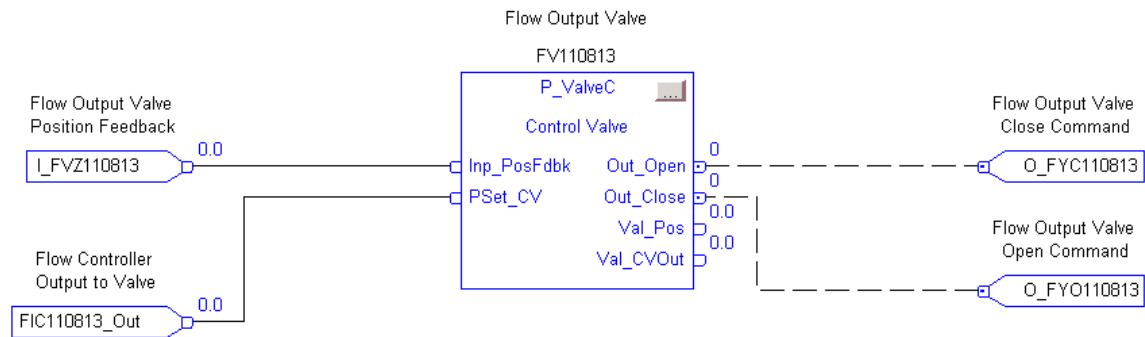 Flow Output Valve
FV110813
P_ValveC
...
Control Valve
Flow Output Valve
Position Feedback
I_FVZ110813
0.0
Inp_PosFdbk
PSet_CV
Out_Open
0
Out_Close
0
Val_Pos
0.0
Val_CVOut
0.0
Flow Controller
Output to Valve
FIC110813_Out
0.0
Flow Output Valve
Close Command
O_FYC110813
Flow Output Valve
Open Command
O_FYO110813